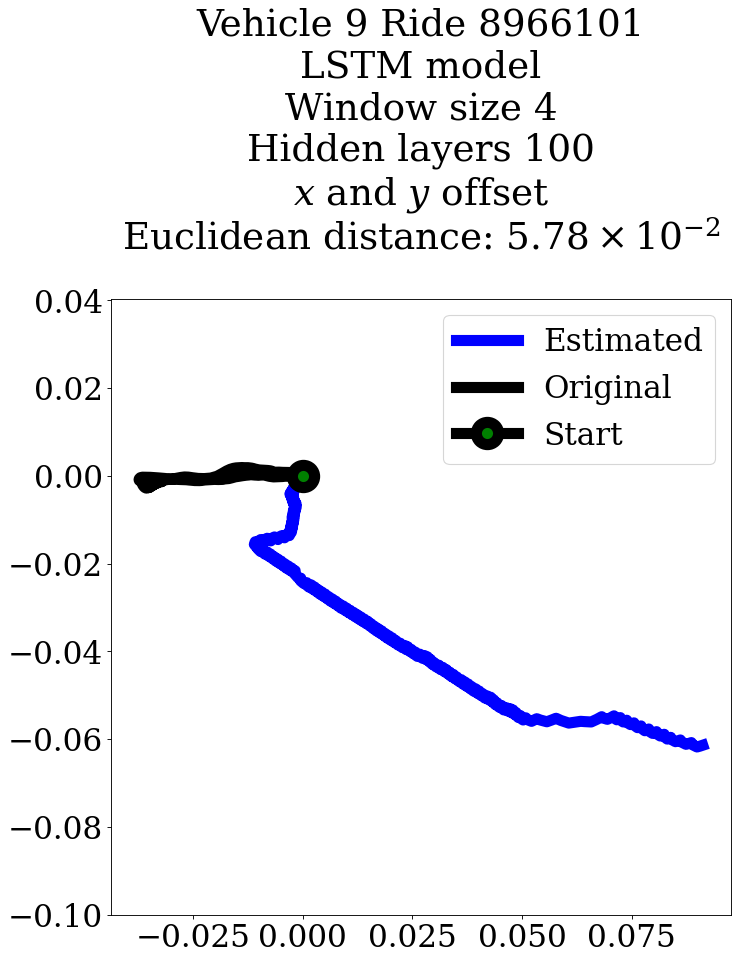 Vehicle 9 Ride 8966101
LSTM model
Window size 4
Hidden layers 100
x and y offset
Euclidean distance: 5.78 × 10⁻²
Estimated
Original
Start
0.04
0.02
0.00
−0.02
−0.04
−0.06
−0.08
−0.10
−0.025 0.000 0.025 0.050 0.075